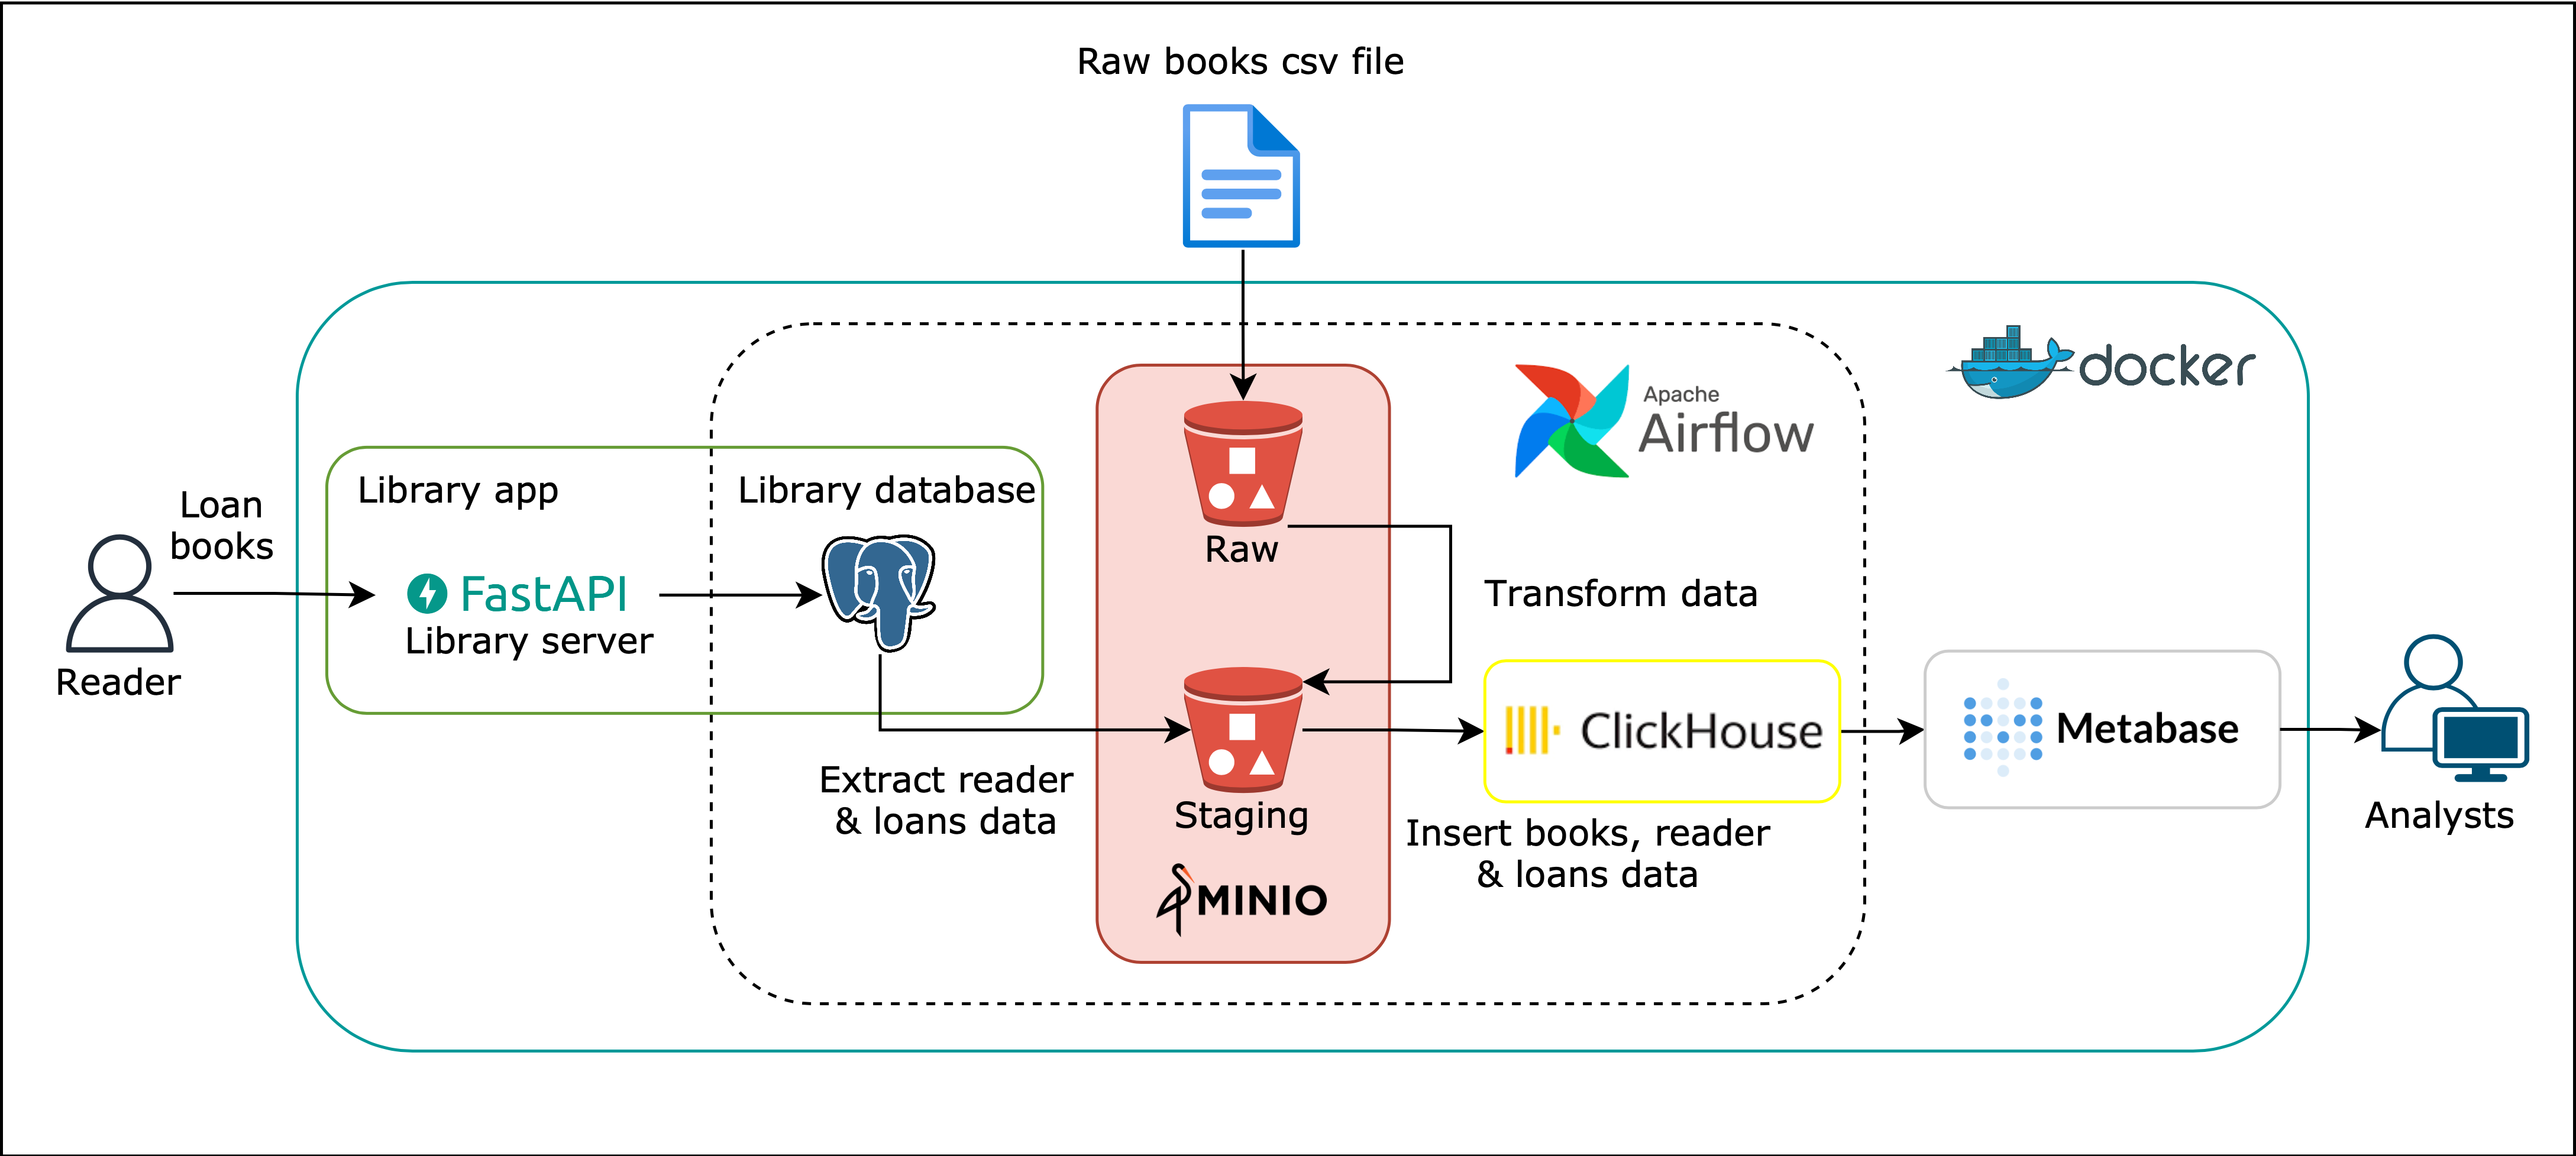 Raw books csv file
docker
Apache
Airflow
Library app
Library database
Loan
books
Raw
FastAPI
Library server
Transform data
Reader
ClickHouse
Metabase
Extract reader
& loans data
Staging
Insert books, reader
& loans data
Analysts
MINIO